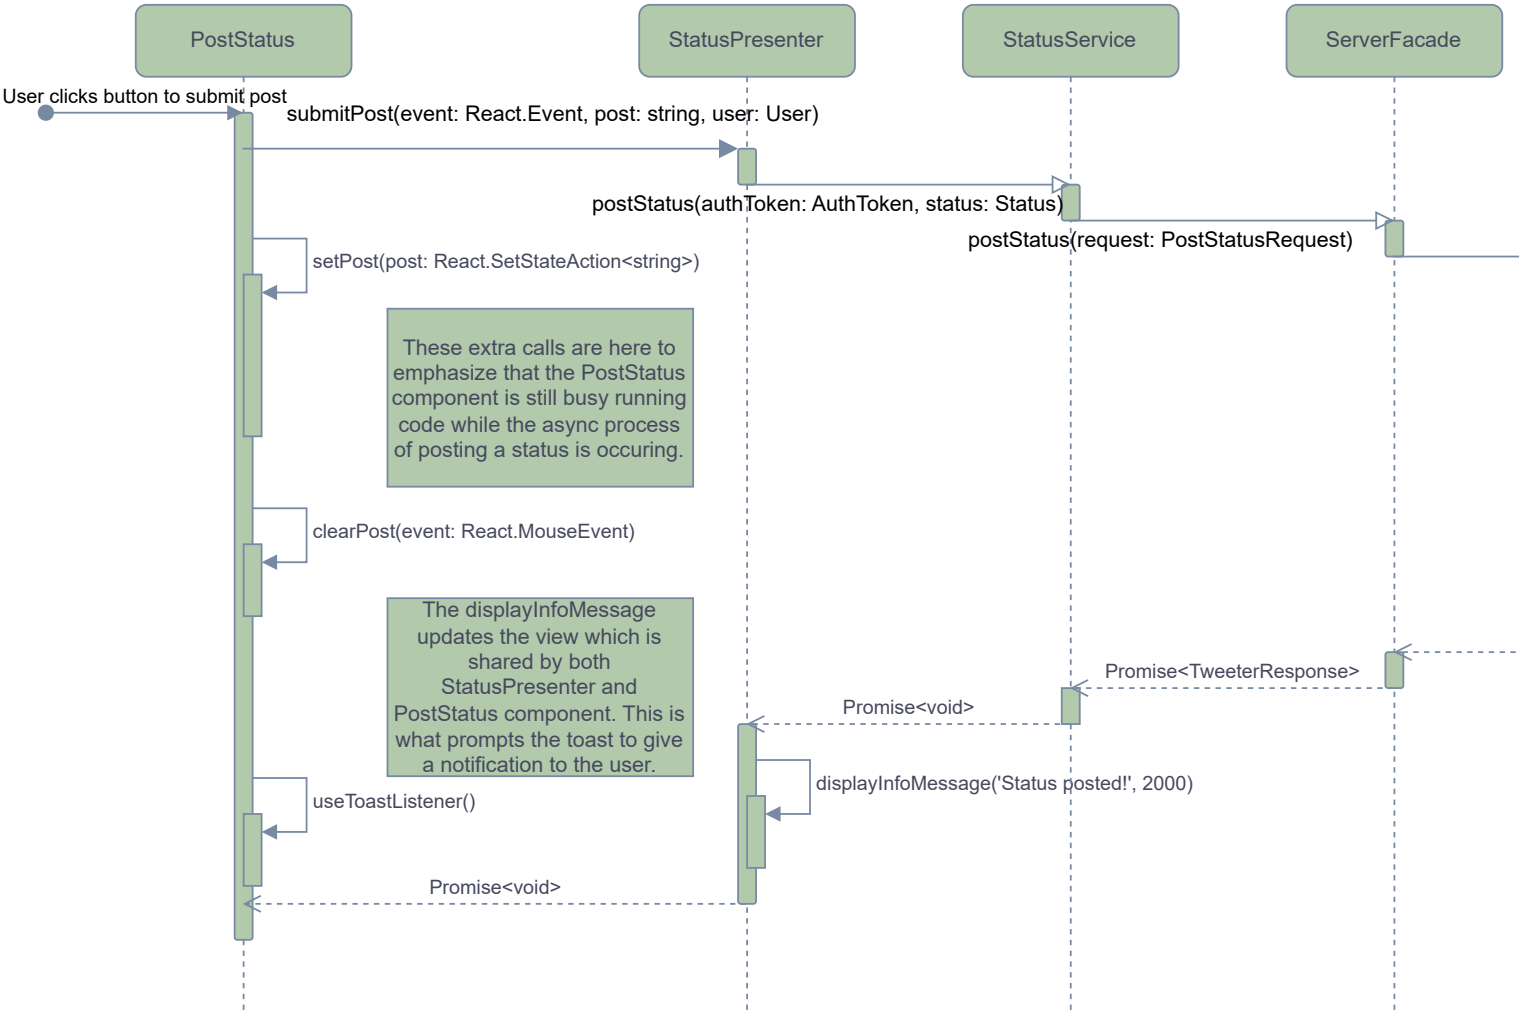 PostStatus
StatusPresenter
StatusService
ServerFacade
User clicks button to submit post
submitPost(event: React.Event, post: string, user: User)
postStatus(authToken: AuthToken, status: Status)
postStatus(request: PostStatusRequest)
setPost(post: React.SetStateAction<string>)
These extra calls are here to
emphasize that the PostStatus
component is still busy running
code while the async process
of posting a status is occuring.
clearPost(event: React.MouseEvent)
The displayInfoMessage
updates the view which is
shared by both
StatusPresenter and
PostStatus component. This is
what prompts the toast to give
a notification to the user.
Promise<TweeterResponse>
Promise<void>
displayInfoMessage('Status posted!', 2000)
useToastListener()
Promise<void>